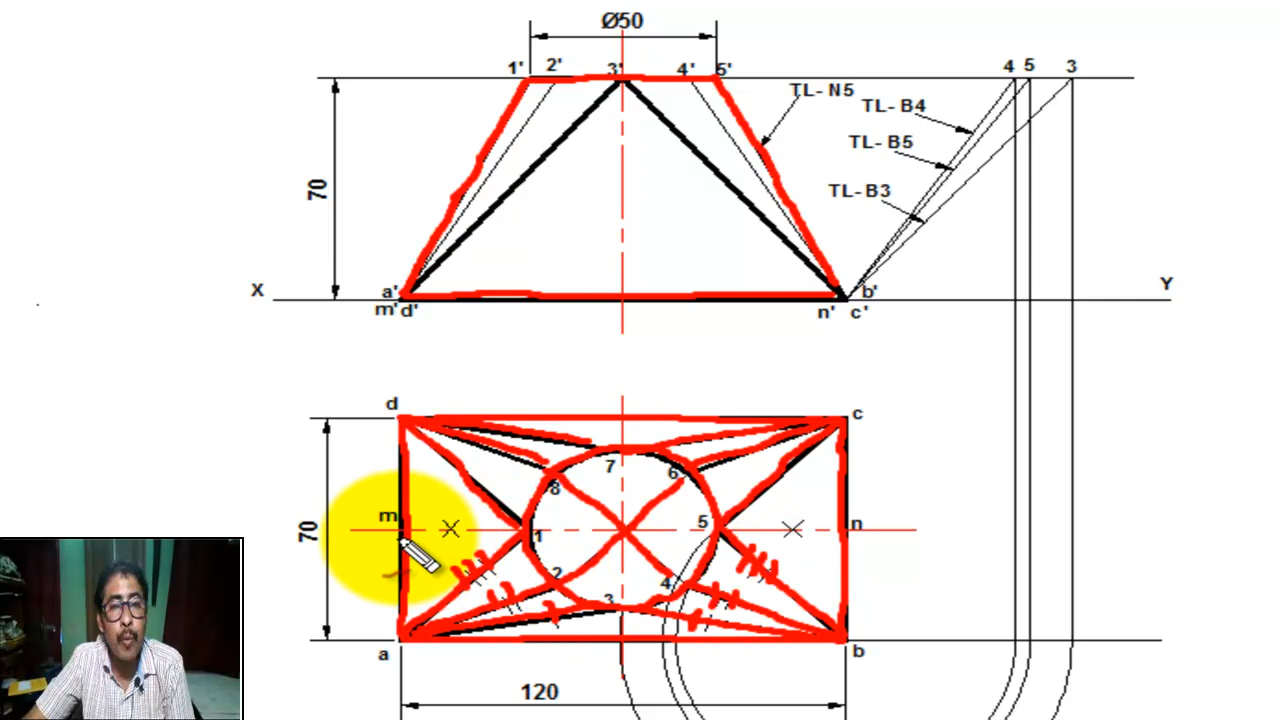 Ø50
1' 2' 3' 4' 5' 4 5 3
TL- N5
TL- B4
TL- B5
TL- B3
70
X Y
a' b'
m'd' n' c'
d c
7 6
8
m 1 5 n
2 4
3
70
a b
120